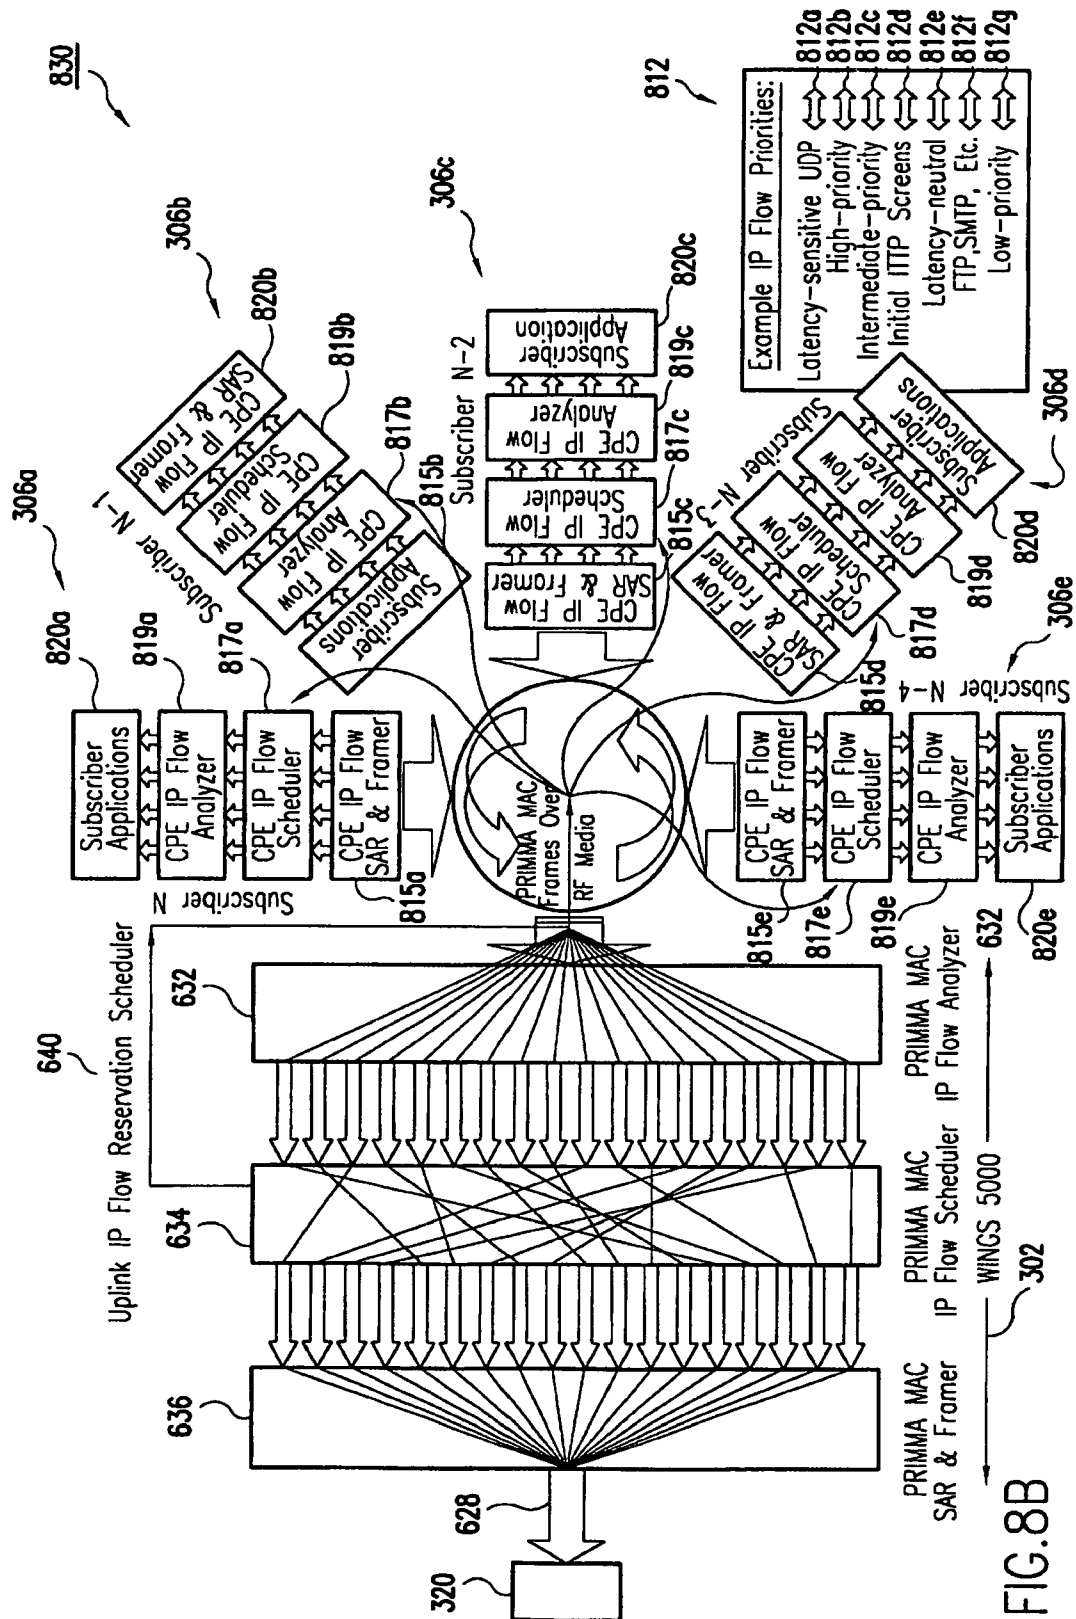 830
640
Uplink IP Flow Reservation Scheduler
306a
306b
306c
812
820a
819a
817a
815a
Subscriber N
Subscriber
Applications
CPE IP Flow
Analyzer
CPE IP Flow
Scheduler
CPE IP Flow
SAR & Framer
820b
819b
817b
815b
Subscriber N-1
CPE IP Flow
SAR & Framer
CPE IP Flow
Scheduler
CPE IP Flow
Analyzer
Subscriber
Applications
Subscriber N-2
820c
819c
817c
815c
Subscriber
Application
CPE IP Flow
Analyzer
CPE IP Flow
Scheduler
CPE IP Flow
SAR & Framer
Example IP Flow Priorities:
Latency-sensitive UDP
812a
High-priority
812b
Intermediate-priority
812c
Initial ITTP Screens
812d
Latency-neutral
812e
FTP,SMTP, Etc.
812f
Low-priority
812g
Subscriber N-3
306d
Subscriber
Applications
CPE IP Flow
Analyzer
CPE IP Flow
Scheduler
CPE IP Flow
SAR & Framer
820d
819d
817d
815d
306e
Subscriber N-4
CPE IP Flow
SAR & Framer
CPE IP Flow
Scheduler
CPE IP Flow
Analyzer
Subscriber
Applications
815e
817e
819e
820e
PRIMMA MAC
Frames Over
RF Media
632
634
636
628
320
PRIMMA MAC
SAR & Framer
PRIMMA MAC
IP Flow Scheduler
PRIMMA MAC
IP Flow Analyzer
632
WINGS 5000
302
FIG.8B